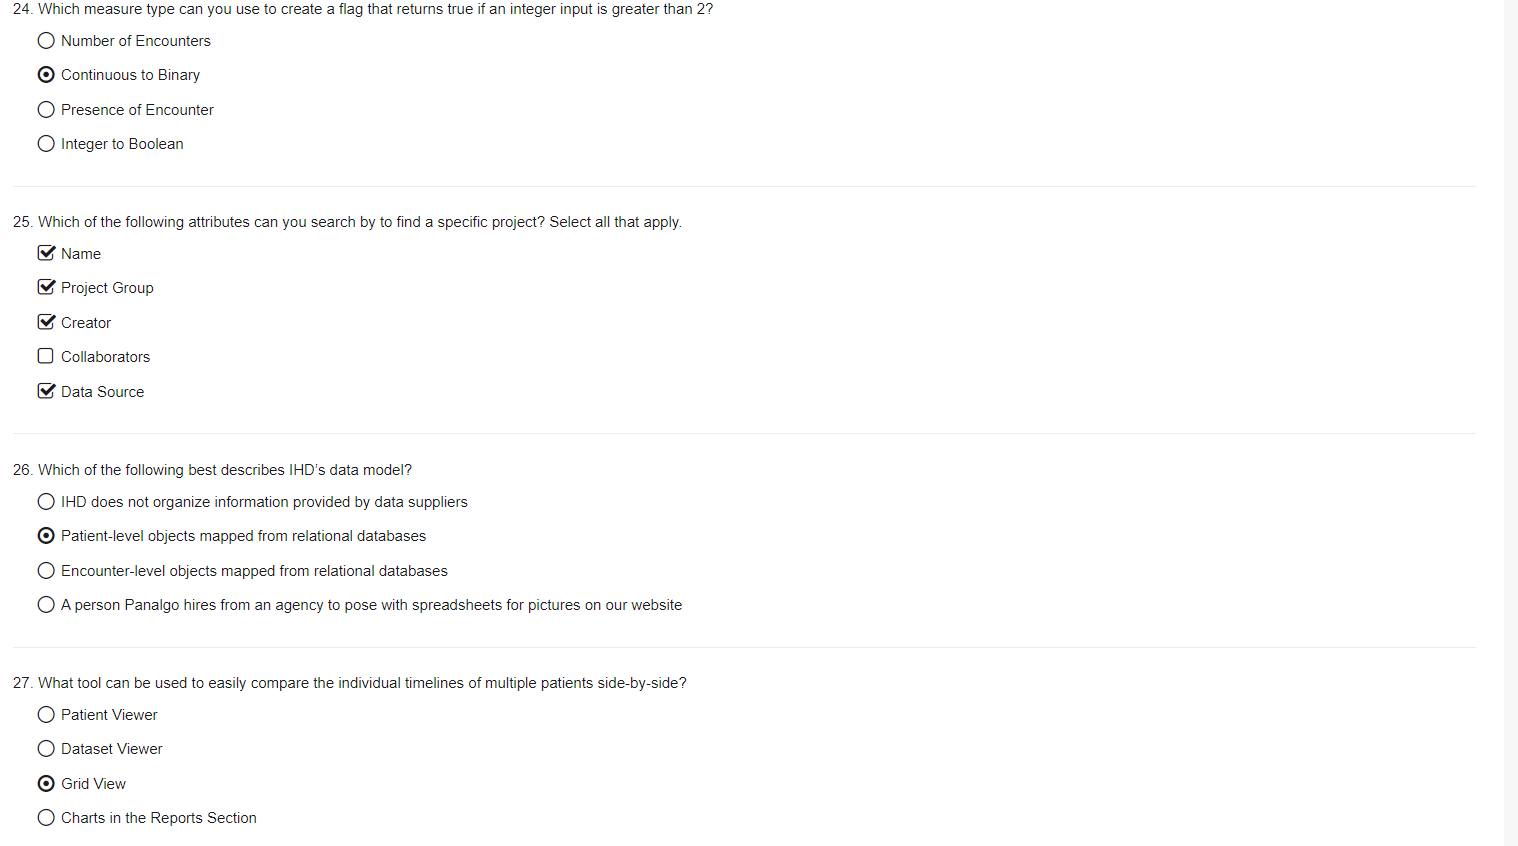 24. Which measure type can you use to create a flag that returns true if an integer input is greater than 2?
Number of Encounters
Continuous to Binary
Presence of Encounter
Integer to Boolean
25. Which of the following attributes can you search by to find a specific project? Select all that apply.
Name
Project Group
Creator
Collaborators
Data Source
26. Which of the following best describes IHD's data model?
IHD does not organize information provided by data suppliers
Patient-level objects mapped from relational databases
Encounter-level objects mapped from relational databases
A person Panalgo hires from an agency to pose with spreadsheets for pictures on our website
27. What tool can be used to easily compare the individual timelines of multiple patients side-by-side?
Patient Viewer
Dataset Viewer
Grid View
Charts in the Reports Section